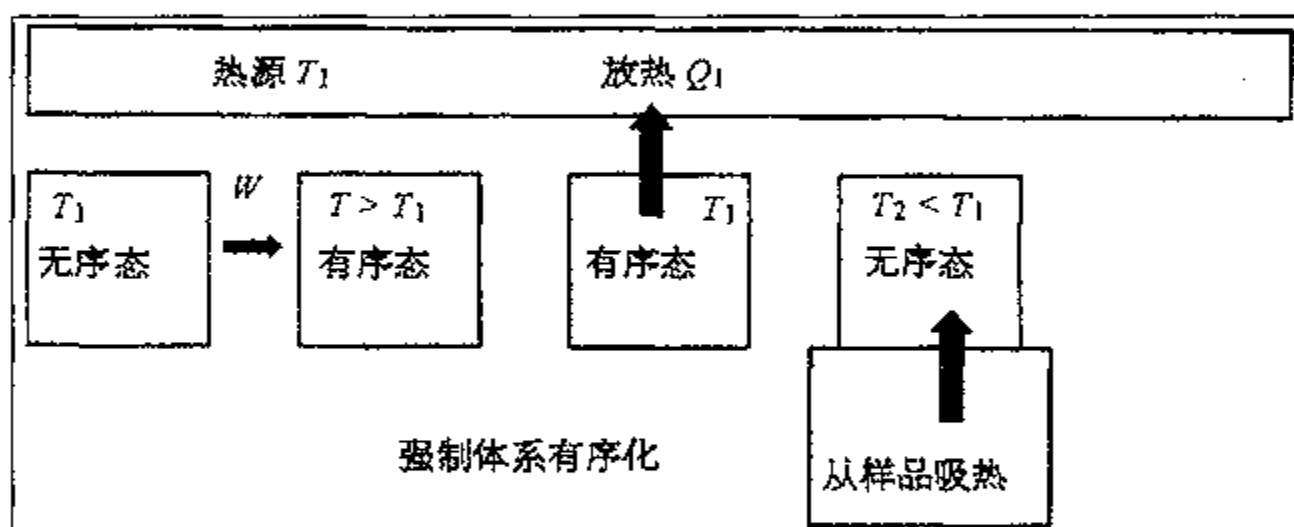 热源 T₁
放热 Q₁
T₁
无序态
W
T > T₁
有序态
T₁
有序态
T₂ < T₁
无序态
强制体系有序化
从样品吸热